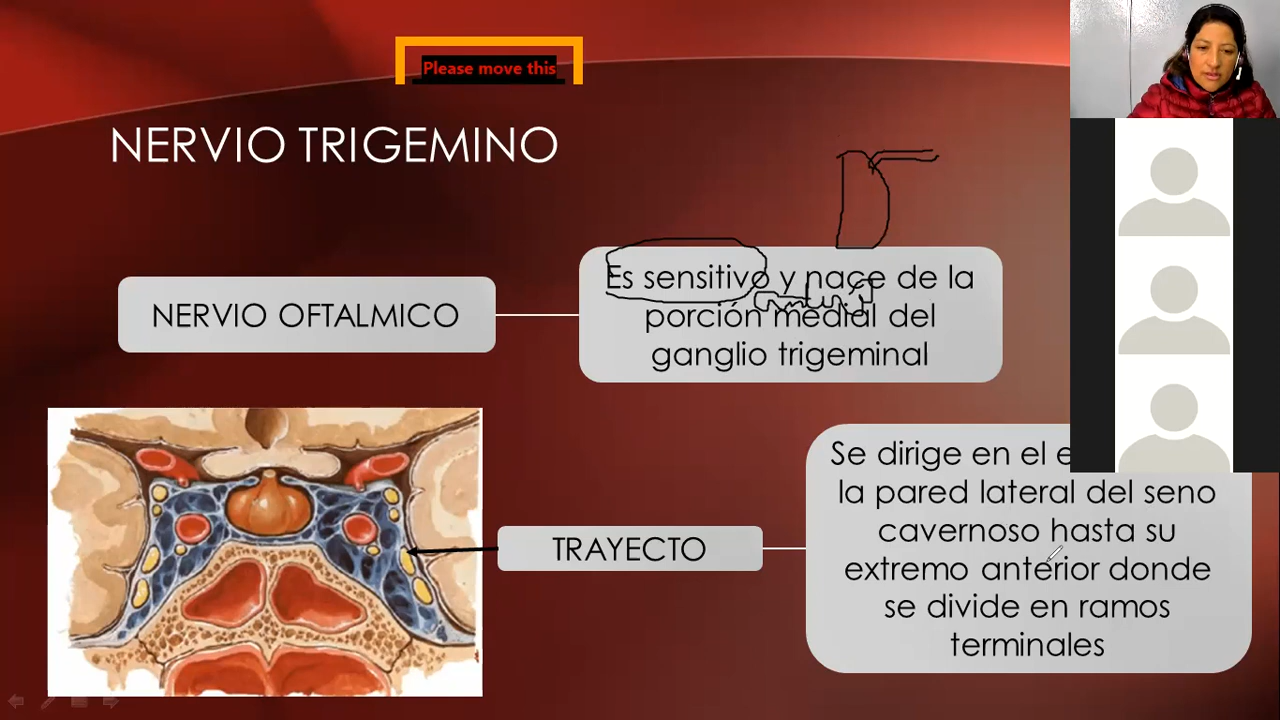 Please move this
NERVIO TRIGEMINO
NERVIO OFTALMICO
Es sensitivo y nace de la
porción medial del
ganglio trigeminal
TRAYECTO
Se dirige en el
la pared lateral del seno
cavernoso hasta su
extremo anterior donde
se divide en ramos
terminales